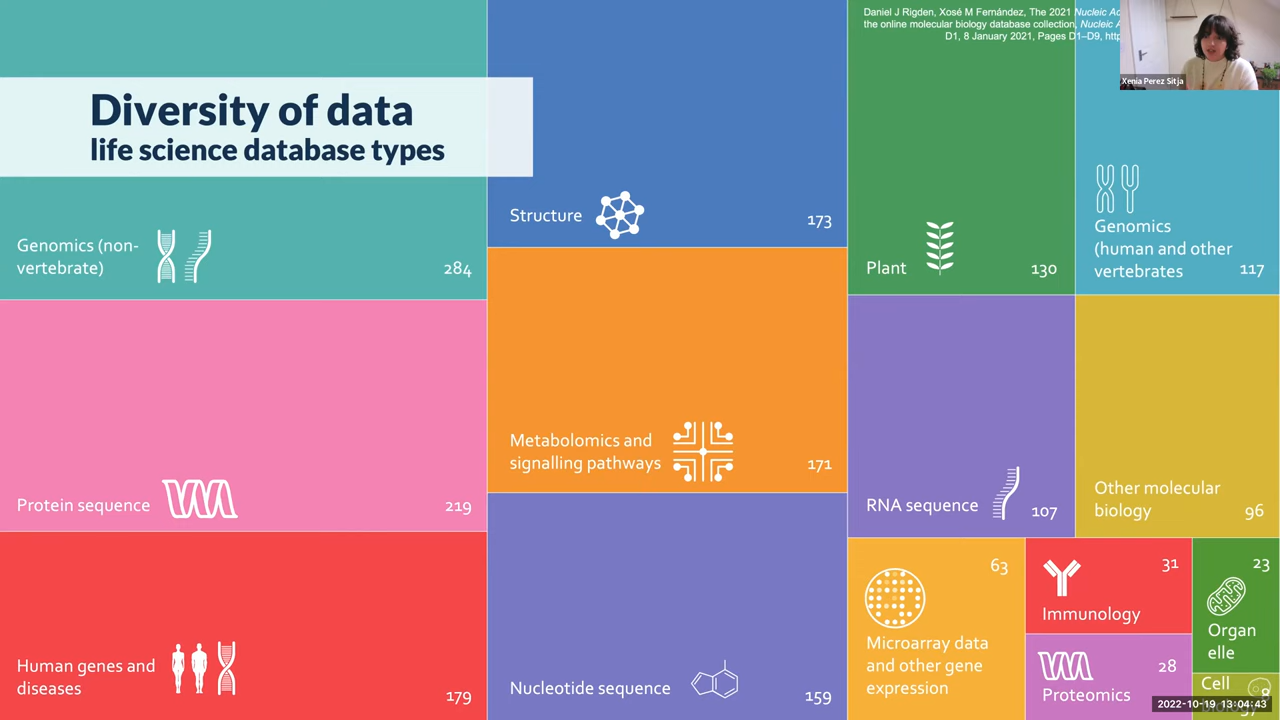 Daniel J Rigden, Xosé M Fernández, The 2021 Nucleic
the online molecular biology database collection, Nucleic
D1, 8 January 2021, Pages D1–D9,
Xenia Perez Sitja
Diversity of data
life science database types
Genomics (non-
vertebrate)
284
Structure
173
Plant
130
Genomics
(human and other
vertebrates
117
Protein sequence
219
Metabolomics and
signalling pathways
171
RNA sequence
107
Other molecular
biology
96
Human genes and
diseases
179
Nucleotide sequence
159
63
Microarray data
and other gene
expression
31
Immunology
28
Proteomics
23
Organ
elle
Cell
8
2022-10-19 13:04:43